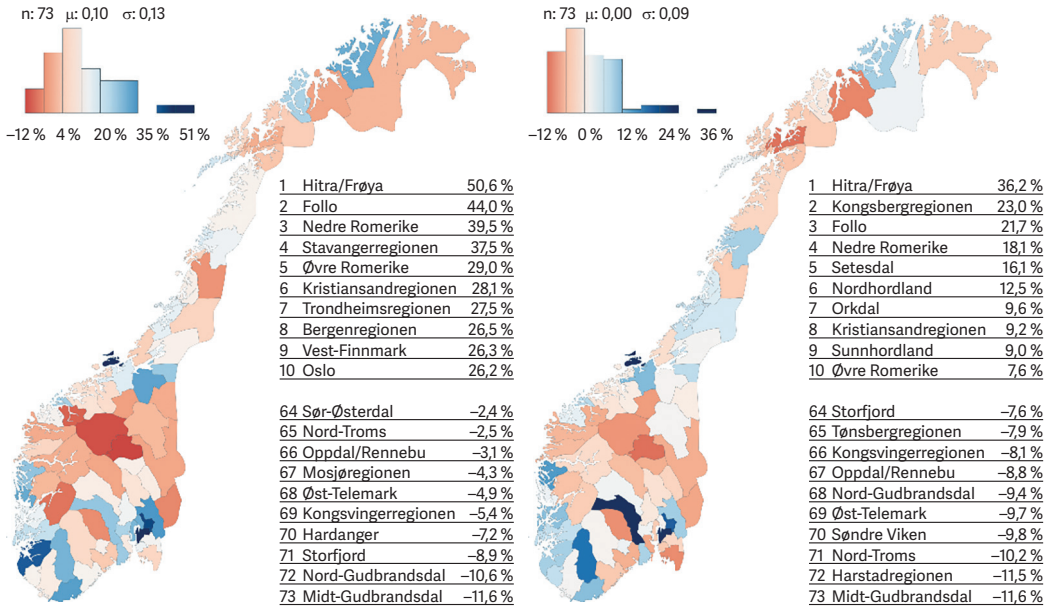 n: 73 μ: 0,10 σ: 0,13
–12 % 4 % 20 % 35 % 51 %
1 Hitra/Frøya 50,6 %
2 Follo 44,0 %
3 Nedre Romerike 39,5 %
4 Stavangerregionen 37,5 %
5 Øvre Romerike 29,0 %
6 Kristiansandregionen 28,1 %
7 Trondheimsregionen 27,5 %
8 Bergenregionen 26,5 %
9 Vest-Finnmark 26,3 %
10 Oslo 26,2 %
64 Sør-Østerdal –2,4 %
65 Nord-Troms –2,5 %
66 Oppdal/Rennebu –3,1 %
67 Mosjøregionen –4,3 %
68 Øst-Telemark –4,9 %
69 Kongsvingerregionen –5,4 %
70 Hardanger –7,2 %
71 Storfjord –8,9 %
72 Nord-Gudbrandsdal –10,6 %
73 Midt-Gudbrandsdal –11,6 %
n: 73 μ: 0,00 σ: 0,09
–12 % 0 % 12 % 24 % 36 %
1 Hitra/Frøya 36,2 %
2 Kongsbergregionen 23,0 %
3 Follo 21,7 %
4 Nedre Romerike 18,1 %
5 Setesdal 16,1 %
6 Nordhordland 12,5 %
7 Orkdal 9,6 %
8 Kristiansandregionen 9,2 %
9 Sunnhordland 9,0 %
10 Øvre Romerike 7,6 %
64 Storfjord –7,6 %
65 Tønsbergregionen –7,9 %
66 Kongsvingerregionen –8,1 %
67 Oppdal/Rennebu –8,8 %
68 Nord-Gudbrandsdal –9,4 %
69 Øst-Telemark –9,7 %
70 Søndre Viken –9,8 %
71 Nord-Troms –10,2 %
72 Harstadregionen –11,5 %
73 Midt-Gudbrandsdal –11,6 %